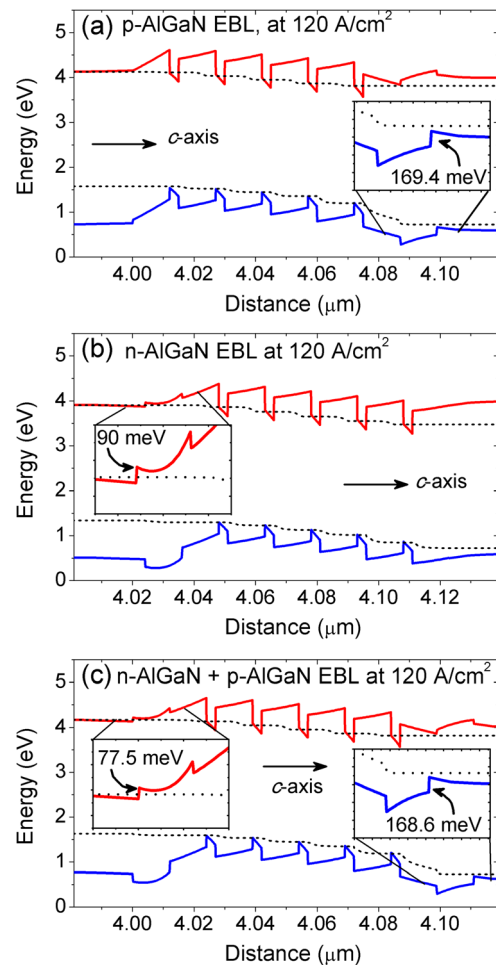 (a) p-AlGaN EBL, at 120 A/cm²
5
4
3
2
1
0
Energy (eV)
c-axis
169.4 meV
4.00 4.02 4.04 4.06 4.08 4.10
Distance (μm)
(b) n-AlGaN EBL at 120 A/cm²
5
4
3
2
1
0
Energy (eV)
90 meV
c-axis
4.02 4.04 4.06 4.08 4.10 4.12
Distance (μm)
(c) n-AlGaN + p-AlGaN EBL at 120 A/cm²
5
4
3
2
1
0
Energy (eV)
77.5 meV
c-axis
168.6 meV
4.00 4.02 4.04 4.06 4.08 4.10
Distance (μm)